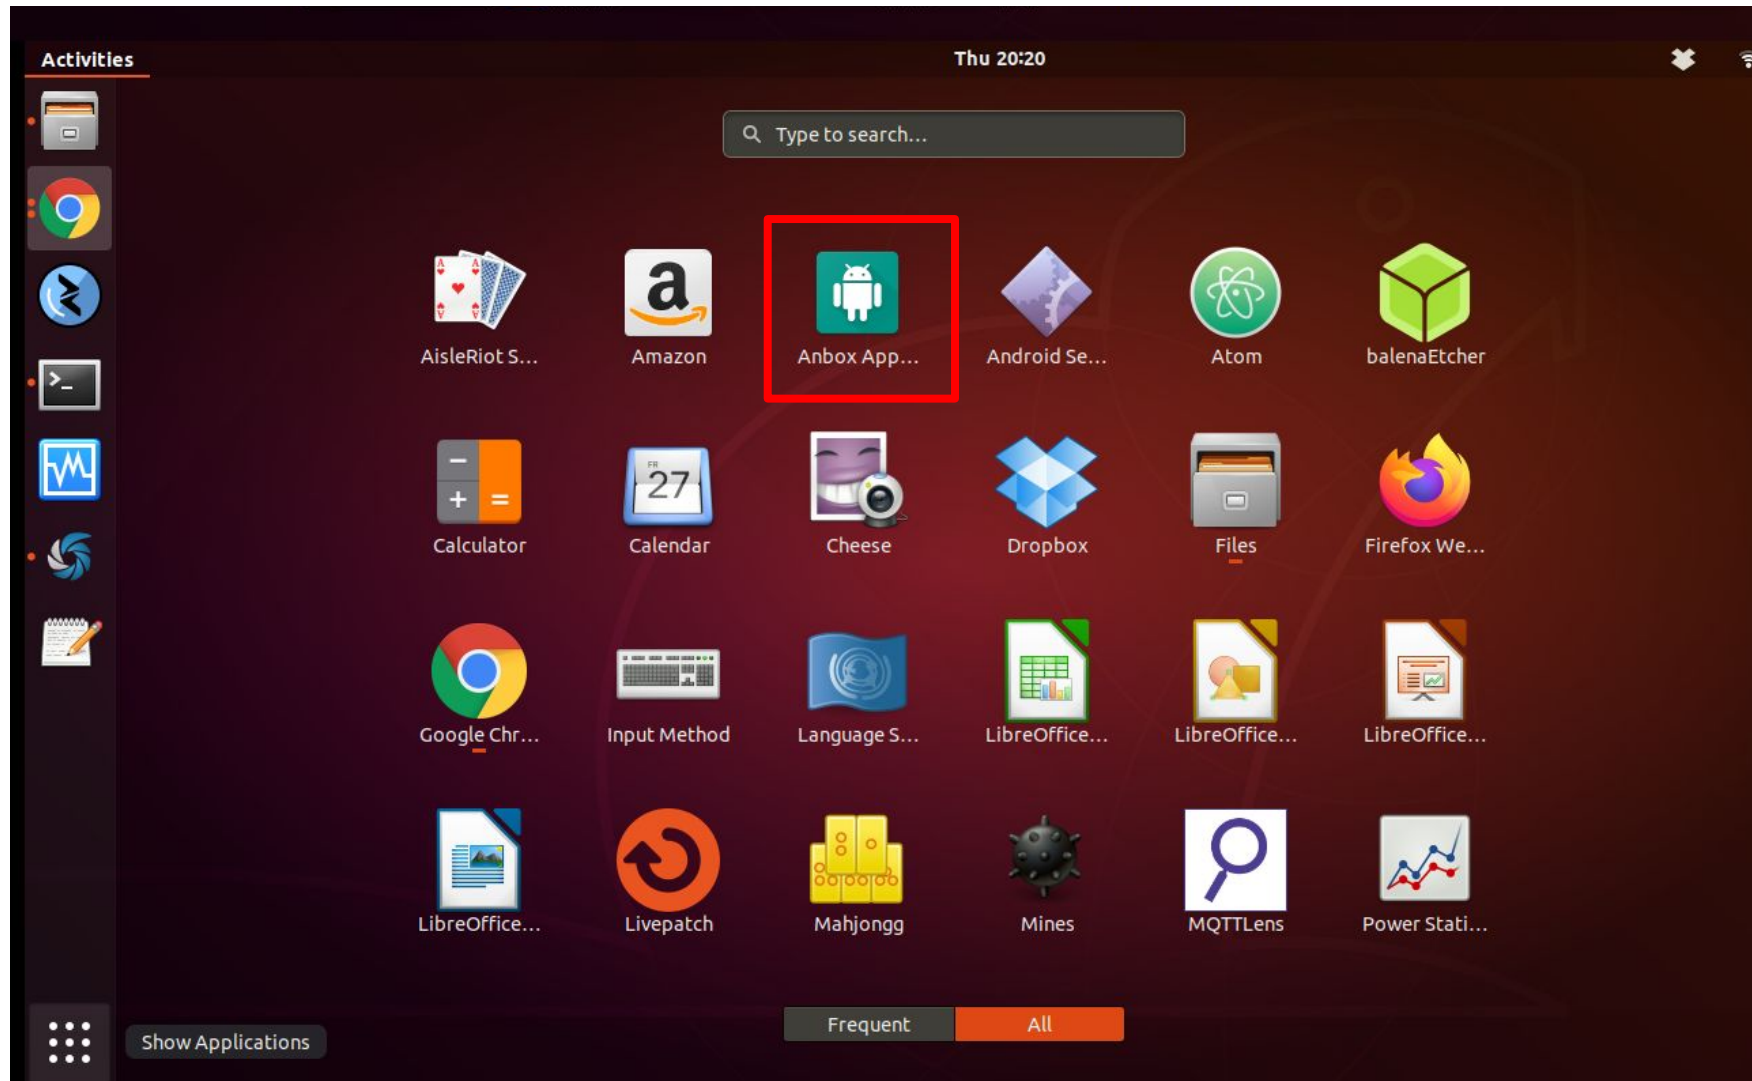 Activities
Thu 20:20
Type to search...
AisleRiot S...
Amazon
Anbox App...
Android Se...
Atom
balenaEtcher
FR
27
Calculator
Calendar
Cheese
Dropbox
Files
Firefox We...
Google Chr...
Input Method
Language S...
LibreOffice...
LibreOffice...
LibreOffice...
LibreOffice...
Livepatch
Mahjongg
Mines
MQTTLens
Power Stati...
Frequent
All
Show Applications